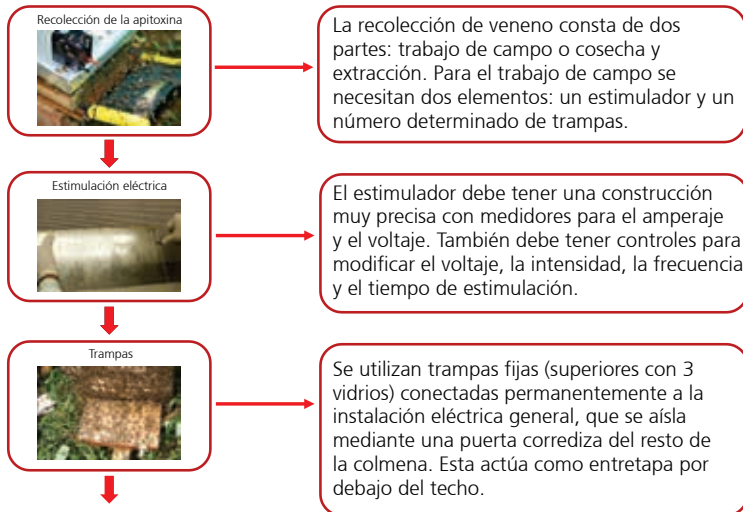 Recolección de la apitoxina
La recolección de veneno consta de dos
partes: trabajo de campo o cosecha y
extracción. Para el trabajo de campo se
necesitan dos elementos: un estimulador y un
número determinado de trampas.
Estimulación eléctrica
El estimulador debe tener una construcción
muy precisa con medidores para el amperaje
y el voltaje. También debe tener controles para
modificar el voltaje, la intensidad, la frecuencia
y el tiempo de estimulación.
Trampas
Se utilizan trampas fijas (superiores con 3
vidrios) conectadas permanentemente a la
instalación eléctrica general, que se aísla
mediante una puerta corrediza del resto de
la colmena. Esta actúa como entretapa por
debajo del techo.